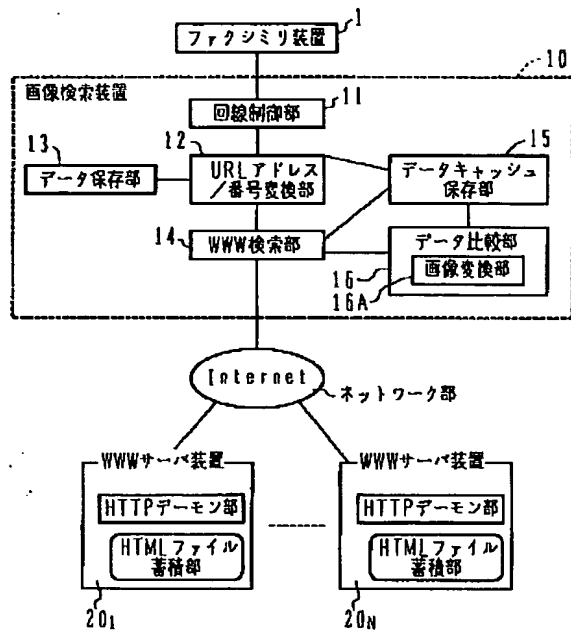 1
ファクシミリ装置
10
画像検索装置
11
回線制御部
13
12
15
データ保存部
URLアドレス
/番号変換部
データキャッシュ
保存部
14
WWW検索部
データ比較部
画像変換部
16
16A
Internet
ネットワーク部
WWWサーバ装置
WWWサーバ装置
HTTPデーモン部
HTTPデーモン部
HTMLファイル
蓄積部
HTMLファイル
蓄積部
20₁
20N